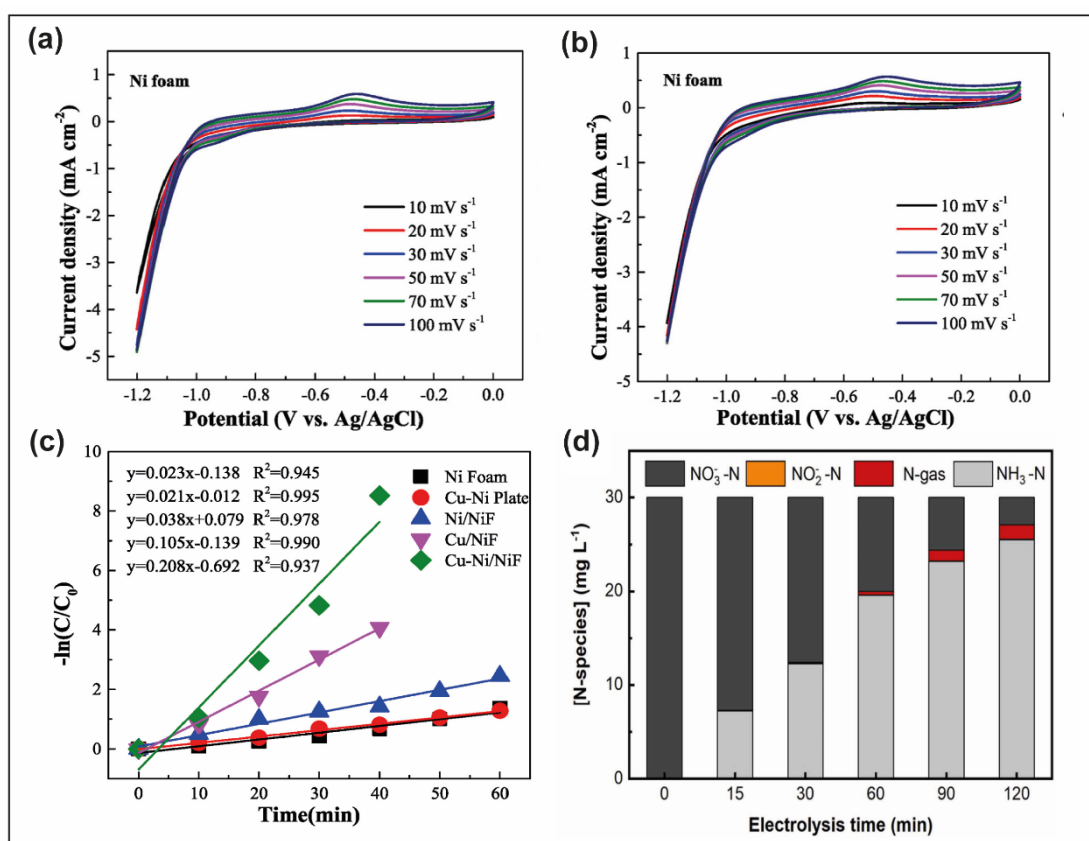 (a)
Ni foam
10 mV s⁻¹
20 mV s⁻¹
30 mV s⁻¹
50 mV s⁻¹
70 mV s⁻¹
100 mV s⁻¹
1
0
-1
-2
-3
-4
-5
-1.2 -1.0 -0.8 -0.6 -0.4 -0.2 0.0
Current density (mA cm⁻²)
Potential (V vs. Ag/AgCl)
(b)
Ni foam
10 mV s⁻¹
20 mV s⁻¹
30 mV s⁻¹
50 mV s⁻¹
70 mV s⁻¹
100 mV s⁻¹
1
0
-1
-2
-3
-4
-5
-1.2 -1.0 -0.8 -0.6 -0.4 -0.2 0.0
Current density (mA cm⁻²)
Potential (V vs. Ag/AgCl)
(c)
y=0.023x-0.138 R²=0.945
y=0.021x-0.012 R²=0.995
y=0.038x+0.079 R²=0.978
y=0.105x-0.139 R²=0.990
y=0.208x-0.692 R²=0.937
Ni Foam
Cu-Ni Plate
Ni/NiF
Cu/NiF
Cu-Ni/NiF
10
8
6
4
2
0
0 10 20 30 40 50 60
-ln(C/C₀)
Time(min)
(d)
NO₃⁻-N NO₂⁻-N N-gas NH₃-N
30
20
10
0
0 15 30 60 90 120
[N-species] (mg L⁻¹)
Electrolysis time (min)